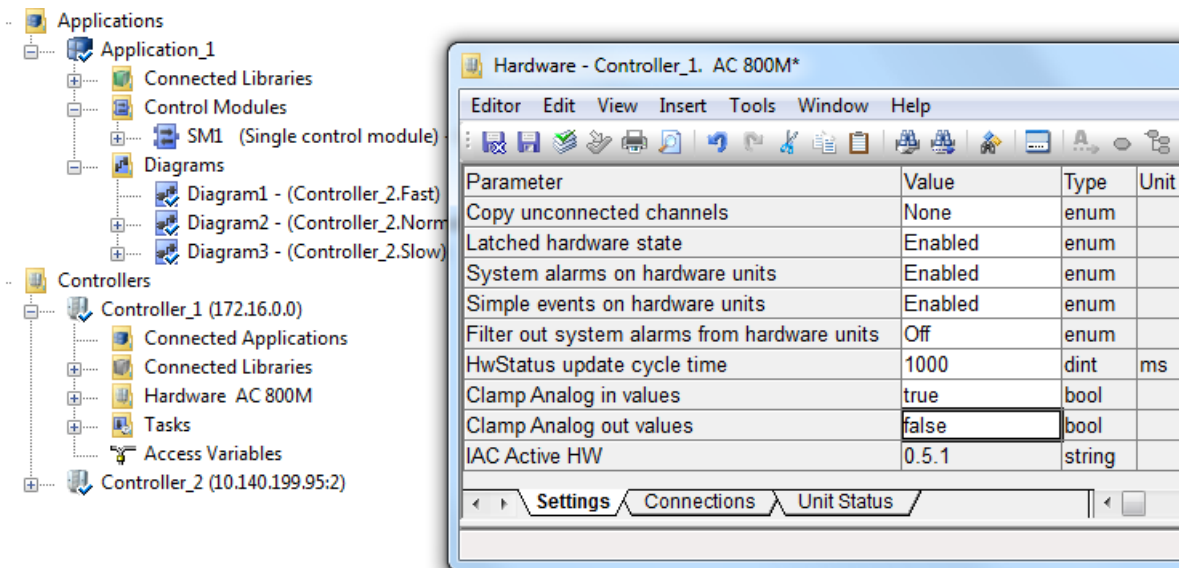 Applications
Application_1
Connected Libraries
Control Modules
SM1 (Single control module) -
Diagrams
Diagram1 - (Controller_2.Fast)
Diagram2 - (Controller_2.Norm
Diagram3 - (Controller_2.Slow)
Controllers
Controller_1 (172.16.0.0)
Connected Applications
Connected Libraries
Hardware AC 800M
Tasks
Access Variables
Controller_2 (10.140.199.95:2)
Hardware - Controller_1. AC 800M*
Editor Edit View Insert Tools Window Help
Parameter Value Type Unit
Copy unconnected channels None enum
Latched hardware state Enabled enum
System alarms on hardware units Enabled enum
Simple events on hardware units Enabled enum
Filter out system alarms from hardware units Off enum
HwStatus update cycle time 1000 dint ms
Clamp Analog in values true bool
Clamp Analog out values false bool
IAC Active HW 0.5.1 string
Settings Connections Unit Status